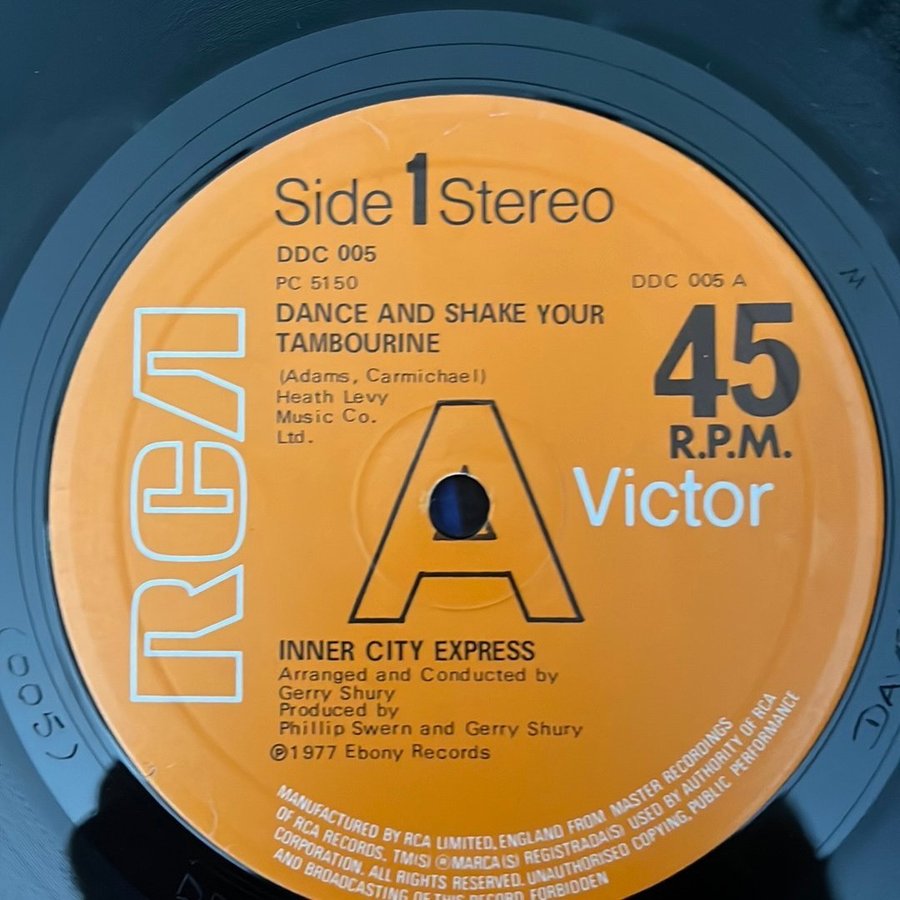 Side 1 Stereo
DDC 005
PC 5150
DDC 005 A
DANCE AND SHAKE YOUR
TAMBOURINE
45
R.P.M.
(Adams, Carmichael)
Heath Levy
Music Co.
Ltd.
RCA
A
Victor
INNER CITY EXPRESS
Arranged and Conducted by
Gerry Shury
Produced by
Phillip Swern and Gerry Shury
℗1977 Ebony Records
MANUFACTURED BY RCA LIMITED, ENGLAND FROM MASTER RECORDINGS
OF RCA RECORDS. TM(S) ® MARCA(S) REGISTRADA(S) USED BY AUTHORITY OF RCA
CORPORATION. ALL RIGHTS RESERVED. UNAUTHORISED COPYING, PUBLIC PERFORMANCE
AND BROADCASTING OF THIS RECORD FORBIDDEN
005)